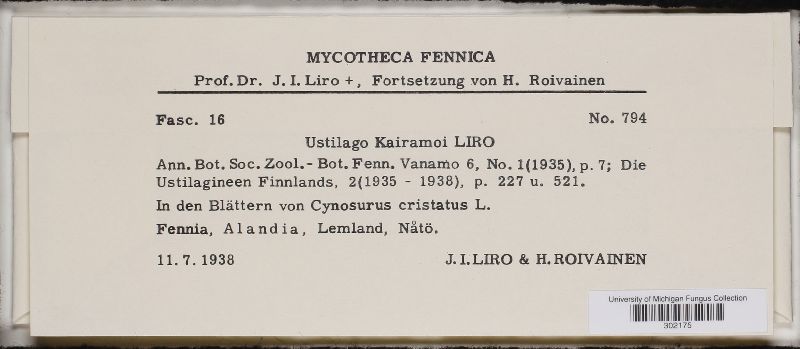 MYCOTHECA FENNICA
Prof. Dr. J. I. Liro +, Fortsetzung von H. Roivainen
Fasc. 16 No. 794
Ustilago Kairamoi LIRO
Ann. Bot. Soc. Zool.- Bot. Fenn. Vanamo 6, No. 1(1935), p. 7; Die
Ustilagineen Finnlands, 2(1935 - 1938), p. 227 u. 521.
In den Blättern von Cynosurus cristatus L.
Fennia, Alandia, Lemland, Nåtö.
11. 7. 1938 J. I. LIRO & H. ROIVAINEN
University of Michigan Fungus Collection
302175